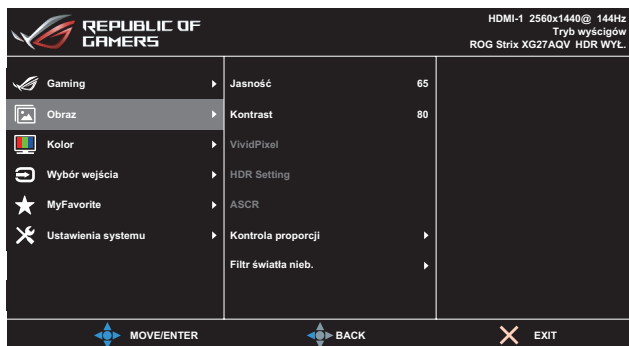 REPUBLIC OF
GAMERS
HDMI-1 2560x1440@ 144Hz
Tryb wyścigów
ROG Strix XG27AQV HDR WYŁ.
Gaming
Obraz
Kolor
Wybór wejścia
MyFavorite
Ustawienia systemu
Jasność 65
Kontrast 80
VividPixel
HDR Setting
ASCR
Kontrola proporcji
Filtr światła nieb.
MOVE/ENTER BACK EXIT